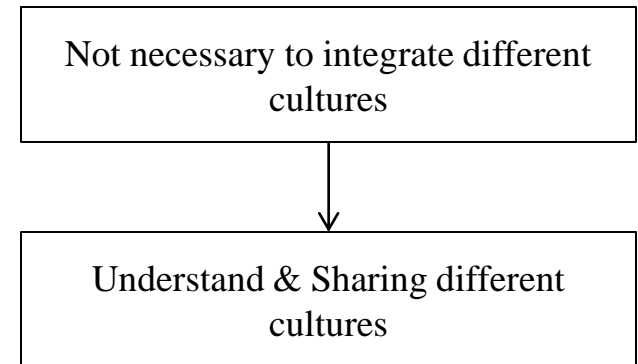 Not necessary to integrate different
cultures
Understand & Sharing different
cultures